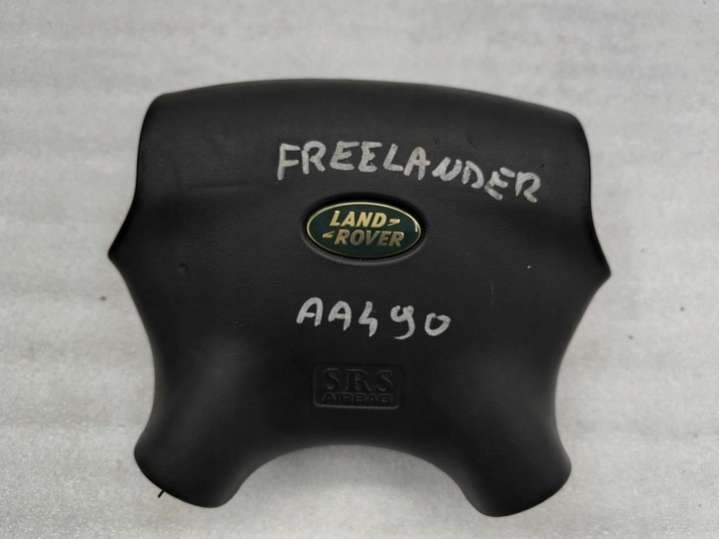 FREELANDER
LAND
ROVER
AA490
SRS
AIRBAG